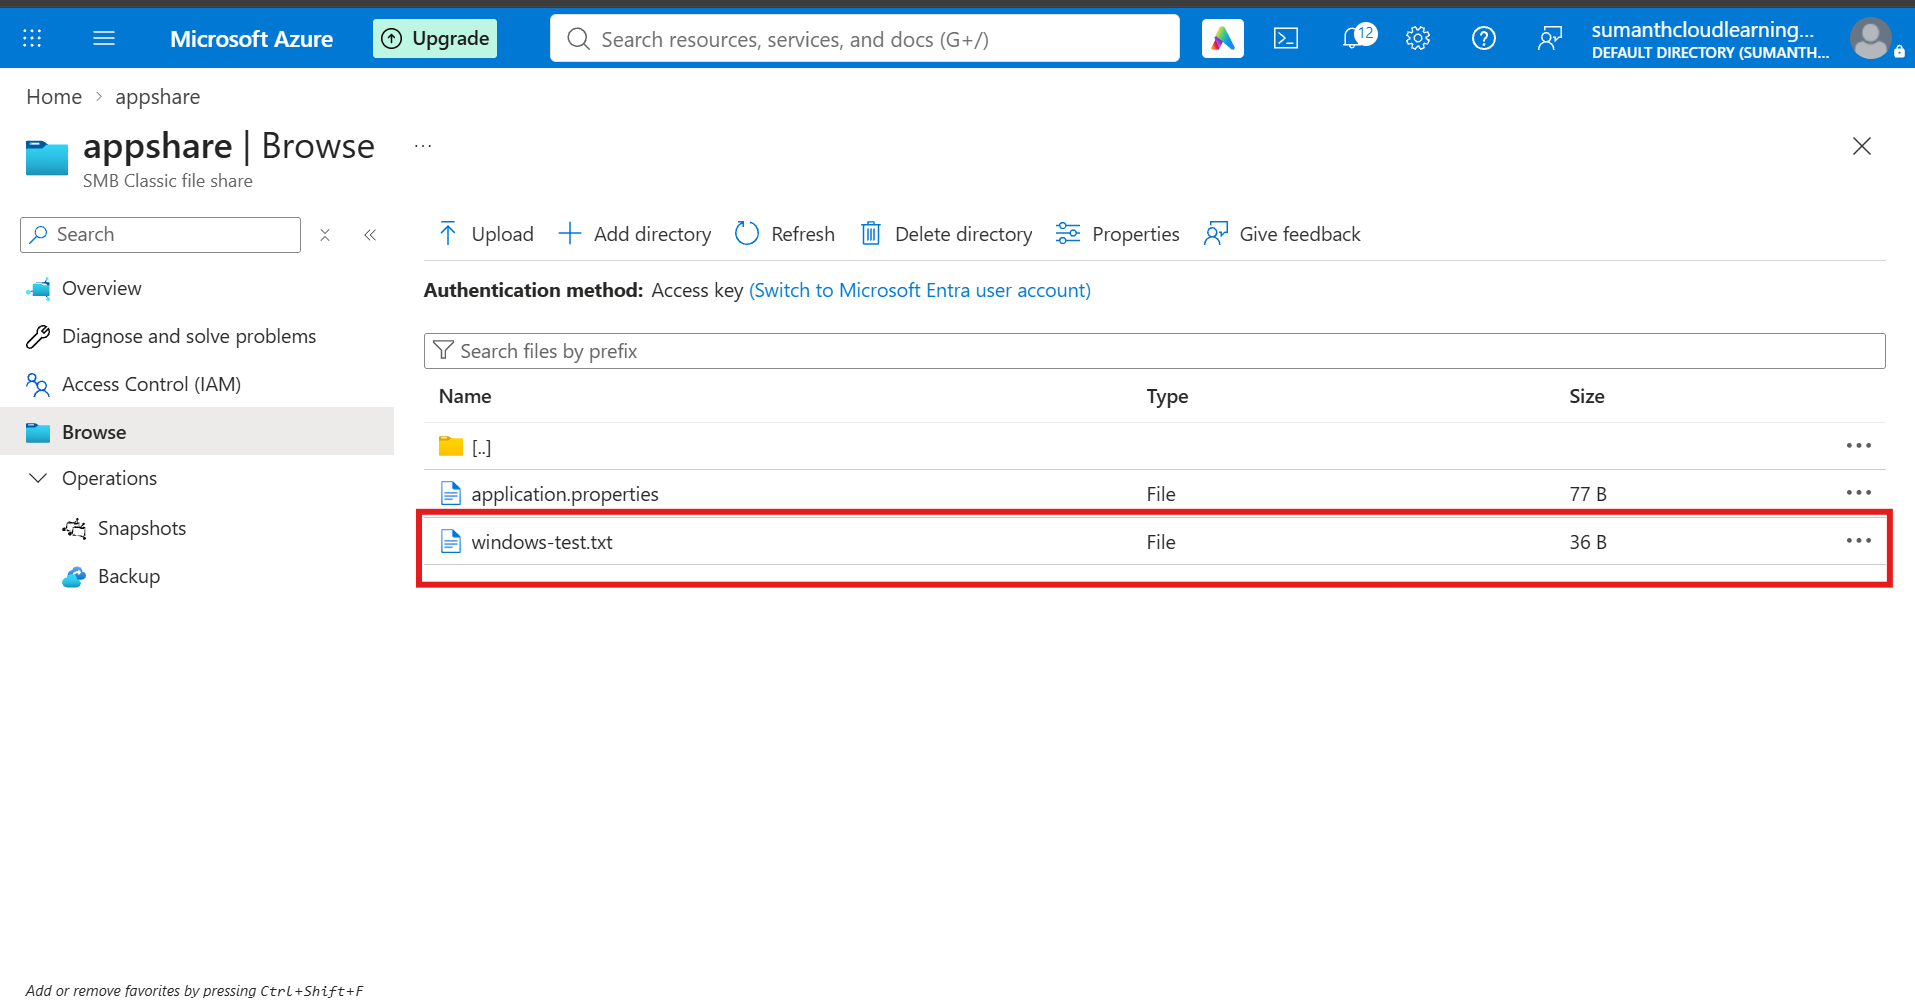 Microsoft Azure
Upgrade
Search resources, services, and docs (G+/)
12
sumanthcloudlearning...
DEFAULT DIRECTORY (SUMANTH...
Home > appshare
appshare | Browse ...
SMB Classic file share
Search
Overview
Diagnose and solve problems
Access Control (IAM)
Browse
Operations
Snapshots
Backup
Upload Add directory Refresh Delete directory Properties Give feedback
Authentication method: Access key (Switch to Microsoft Entra user account)
Search files by prefix
Name Type Size
[..]
application.properties File 77 B
windows-test.txt File 36 B
Add or remove favorites by pressing Ctrl+Shift+F